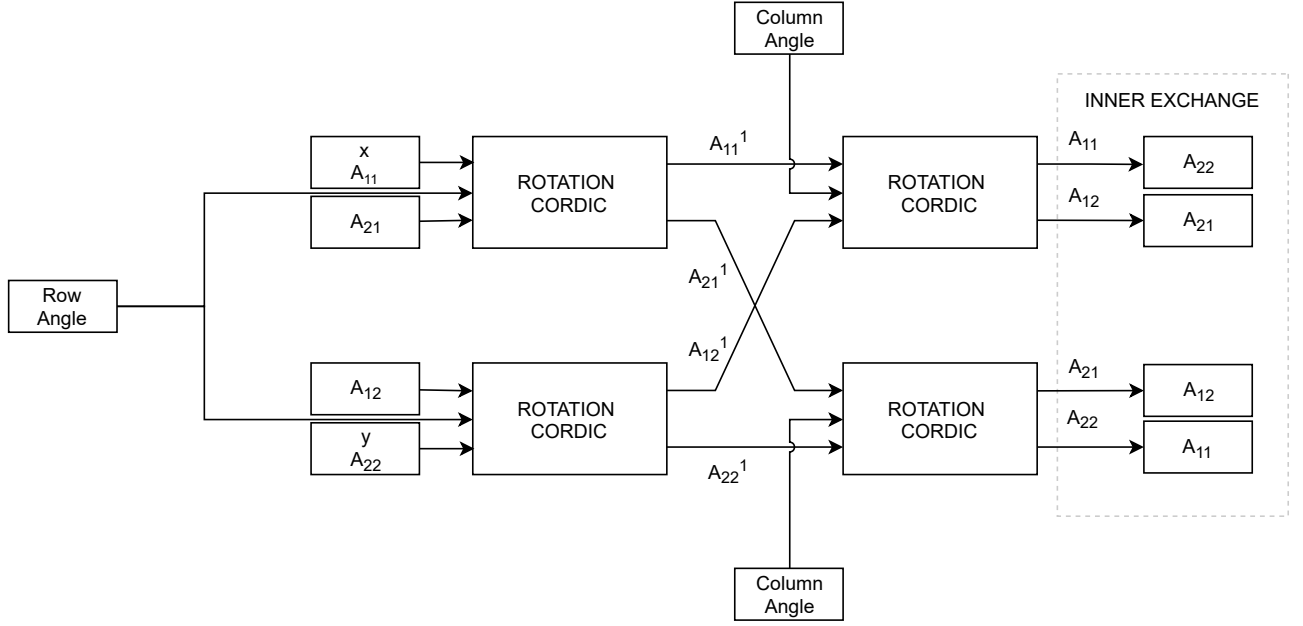 Column
Angle
INNER EXCHANGE
x
A₁₁
A₂₁
ROTATION
CORDIC
A₁₁¹
ROTATION
CORDIC
A₁₁
A₂₂
A₁₂
A₂₁
Row
Angle
A₂₁¹
A₁₂¹
A₁₂
y
A₂₂
ROTATION
CORDIC
A₂₂¹
ROTATION
CORDIC
A₂₁
A₁₂
A₂₂
A₁₁
Column
Angle